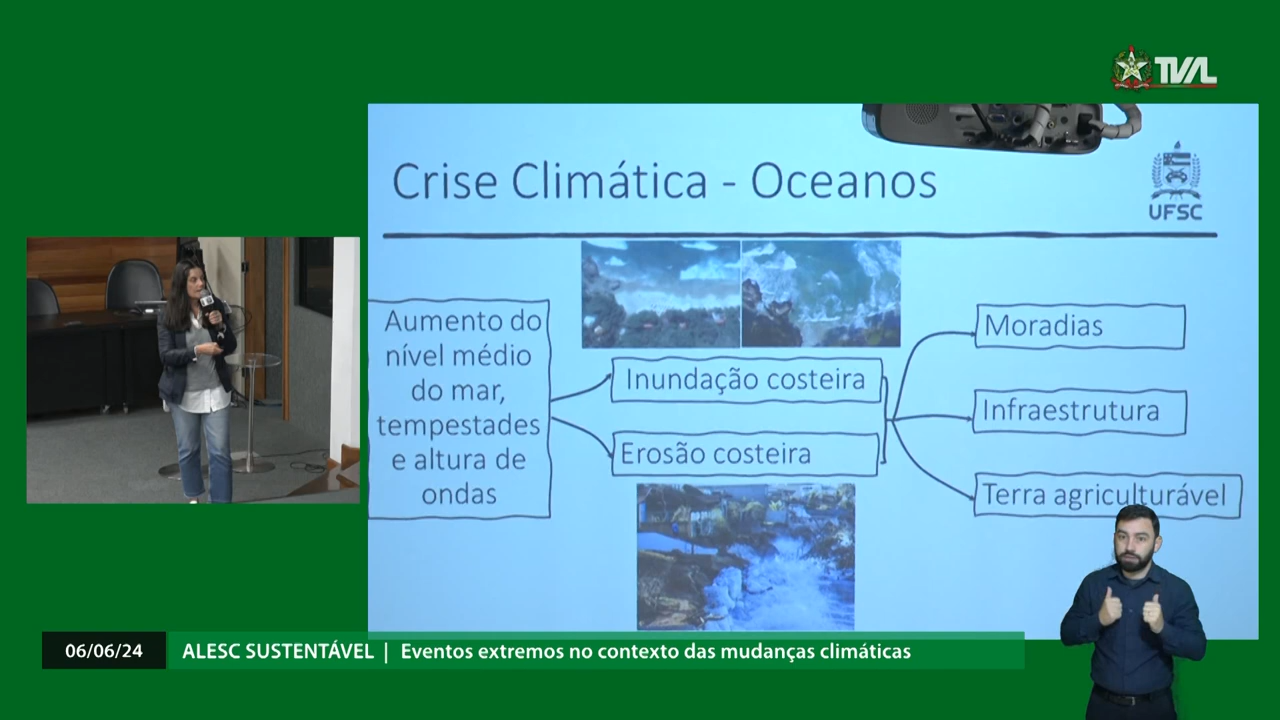 TVAL
Crise Climática - Oceanos
UFSC
Aumento do
nível médio
do mar,
tempestades
e altura de
ondas
Inundação costeira
Erosão costeira
Moradias
Infraestrutura
Terra agriculturável
06/06/24
ALESC SUSTENTÁVEL | Eventos extremos no contexto das mudanças climáticas